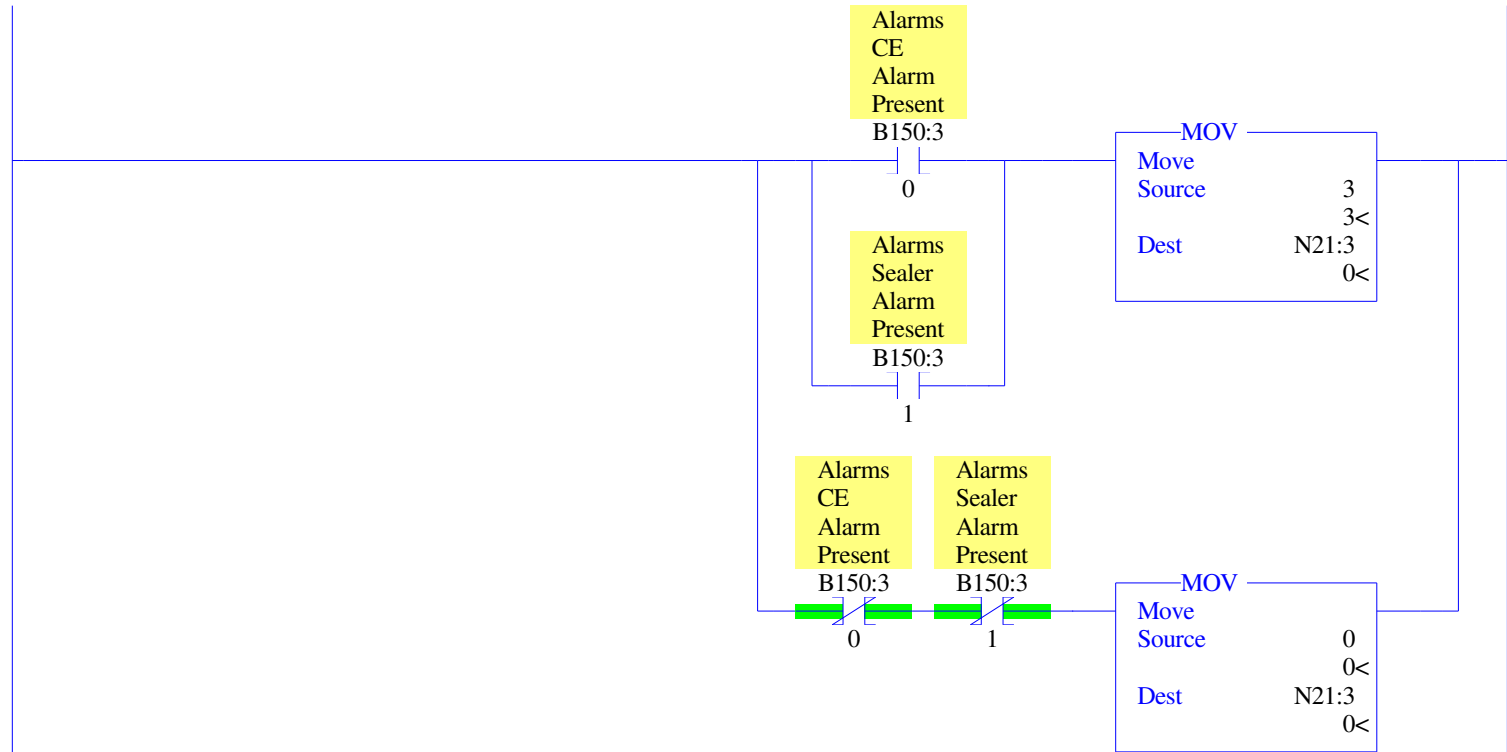 Alarms
CE
Alarm
Present
B150:3
0
MOV
Move
Source 3
3<
Dest N21:3
0<
Alarms
Sealer
Alarm
Present
B150:3
1
Alarms
CE
Alarm
Present
B150:3
0
Alarms
Sealer
Alarm
Present
B150:3
1
MOV
Move
Source 0
0<
Dest N21:3
0<